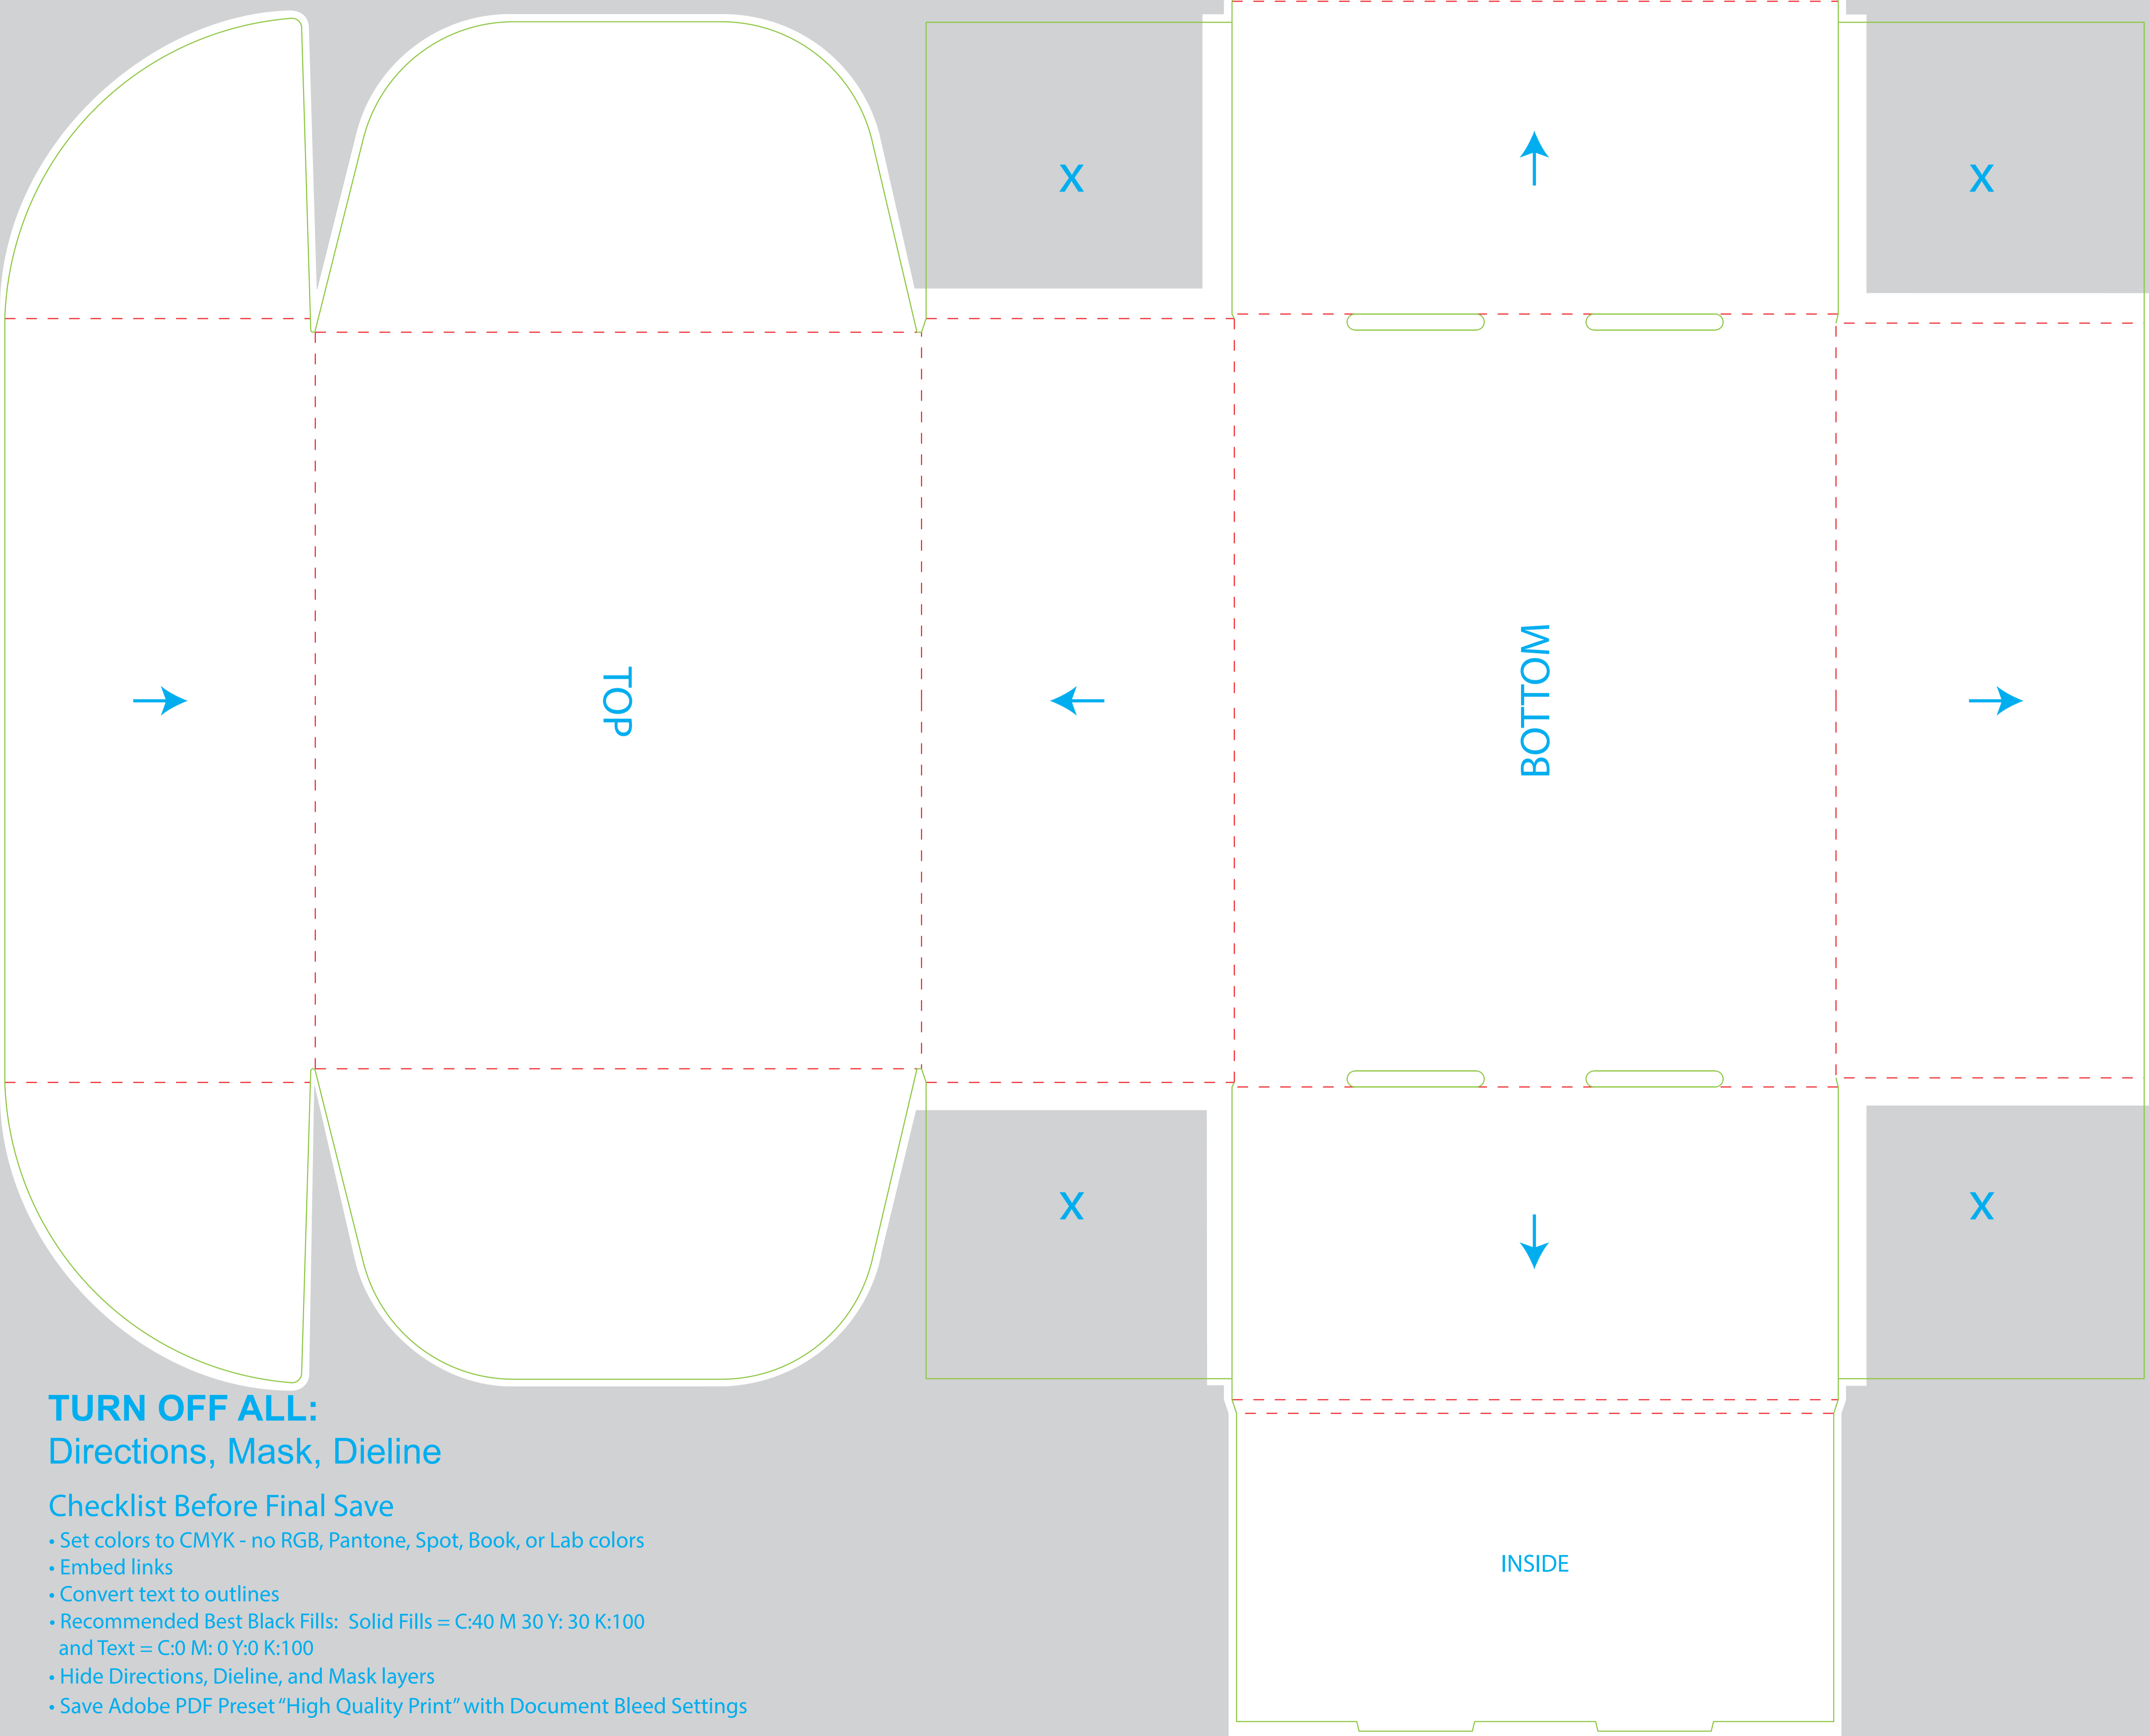 X
X
TOP
BOTTOM
X
X
TURN OFF ALL:
Directions, Mask, Dieline
Checklist Before Final Save
• Set colors to CMYK - no RGB, Pantone, Spot, Book, or Lab colors
• Embed links
• Convert text to outlines
• Recommended Best Black Fills:  Solid Fills = C:40 M 30 Y: 30 K:100
and Text = C:0 M: 0 Y:0 K:100
• Hide Directions, Dieline, and Mask layers
• Save Adobe PDF Preset “High Quality Print” with Document Bleed Settings
INSIDE